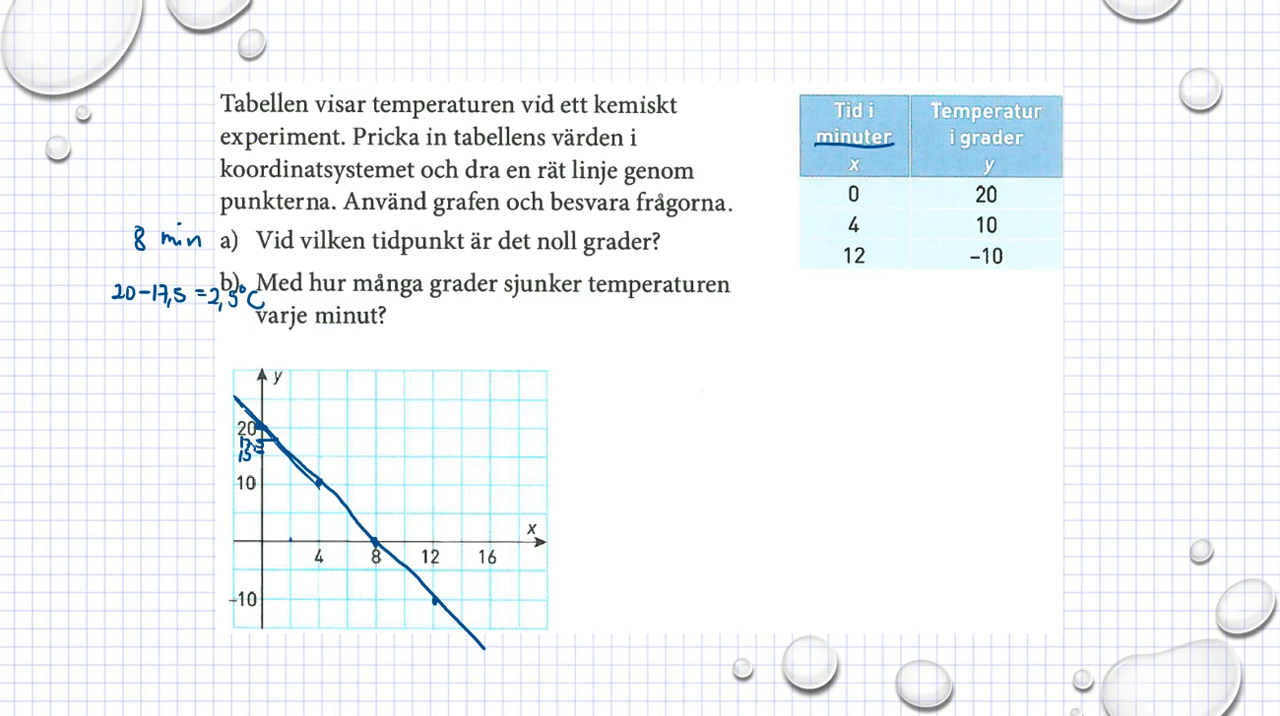 Tabellen visar temperaturen vid ett kemiskt
experiment. Pricka in tabellens värden i
koordinatsystemet och dra en rät linje genom
punkterna. Använd grafen och besvara frågorna.
8 min a) Vid vilken tidpunkt är det noll grader?
20-17,5 = 2,5°C b) Med hur många grader sjunker temperaturen
varje minut?
Tid i Temperatur
minuter i grader
x y
0 20
4 10
12 -10
y
20
17,5
15
10
x
4 8 12 16
-10